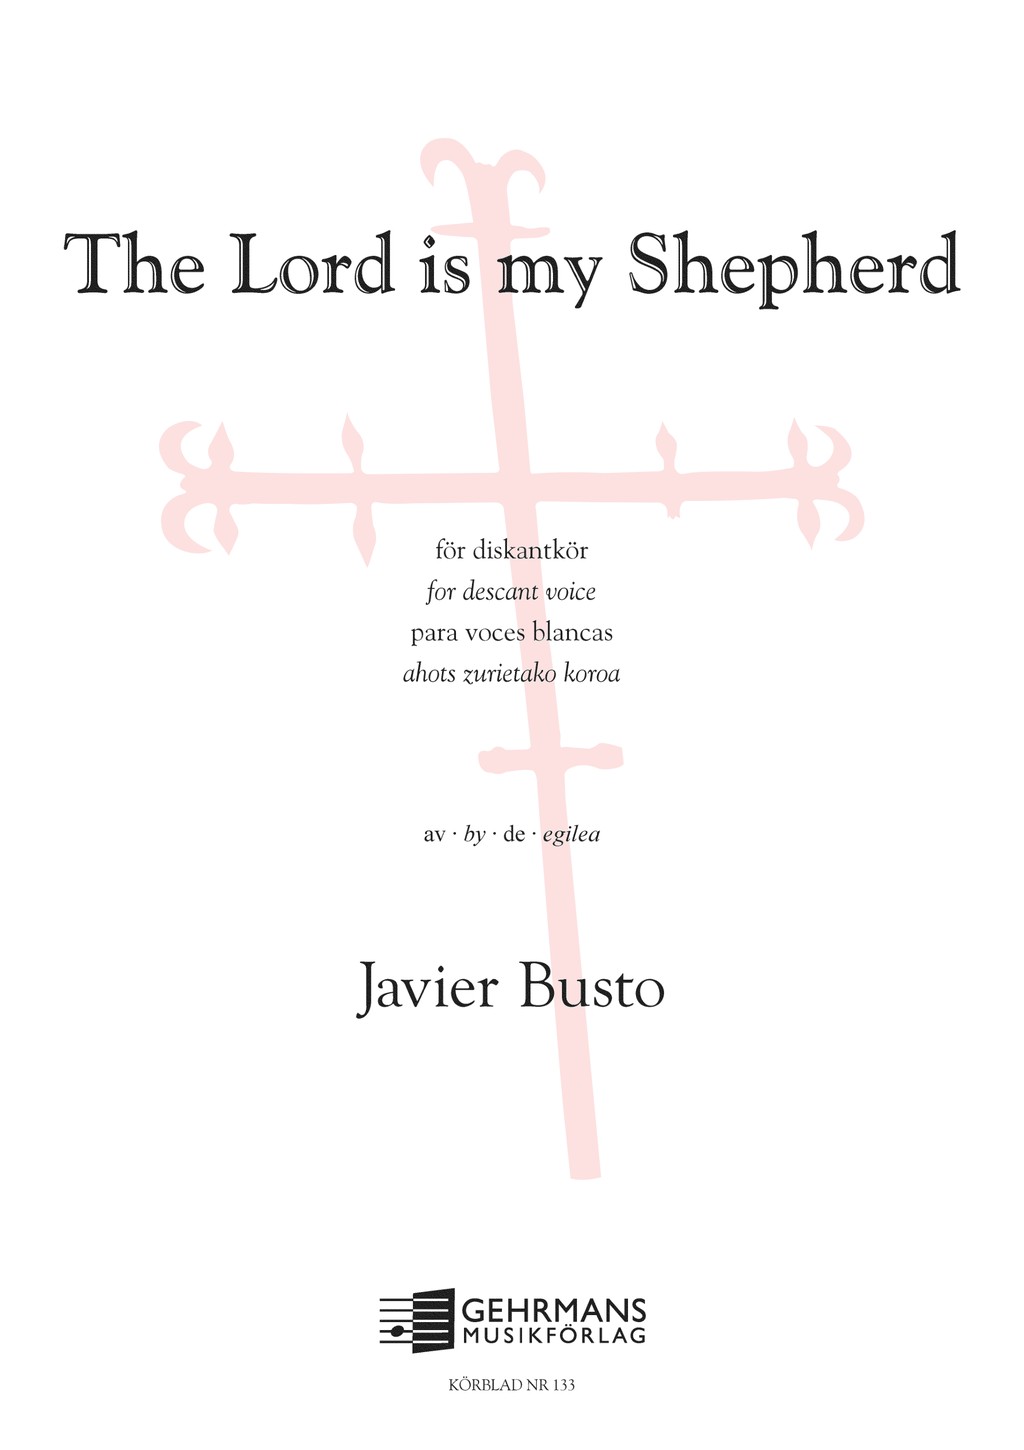 The Lord is my Shepherd
för diskantkör
for descant voice
para voces blancas
ahots zurietako koroa
av · by · de · egilea
Javier Busto
GEHRMANS
MUSIKFÖRLAG
KÖRBLAD NR 133